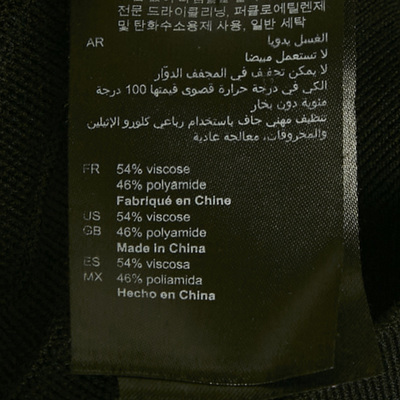 전문 드라이클리닝, 퍼클로에틸렌제
및 탄화수소용제 사용, 일반 세탁
AR الغسل يدويا
لا تستعمل مبيضا
لا يمكن تجفيف في المجفف الدوّار
الكي في درجة حرارة قصوى قيمتها 100 درجة
مئوية دون بخار
تنظيف مهني جاف باستخدام رباعي كلورو الإثيلين
والمحروقات، معالجة عادية
FR 54% viscose
46% polyamide
Fabriqué en Chine
US 54% viscose
GB 46% polyamide
Made in China
ES 54% viscosa
MX 46% poliamida
Hecho en China